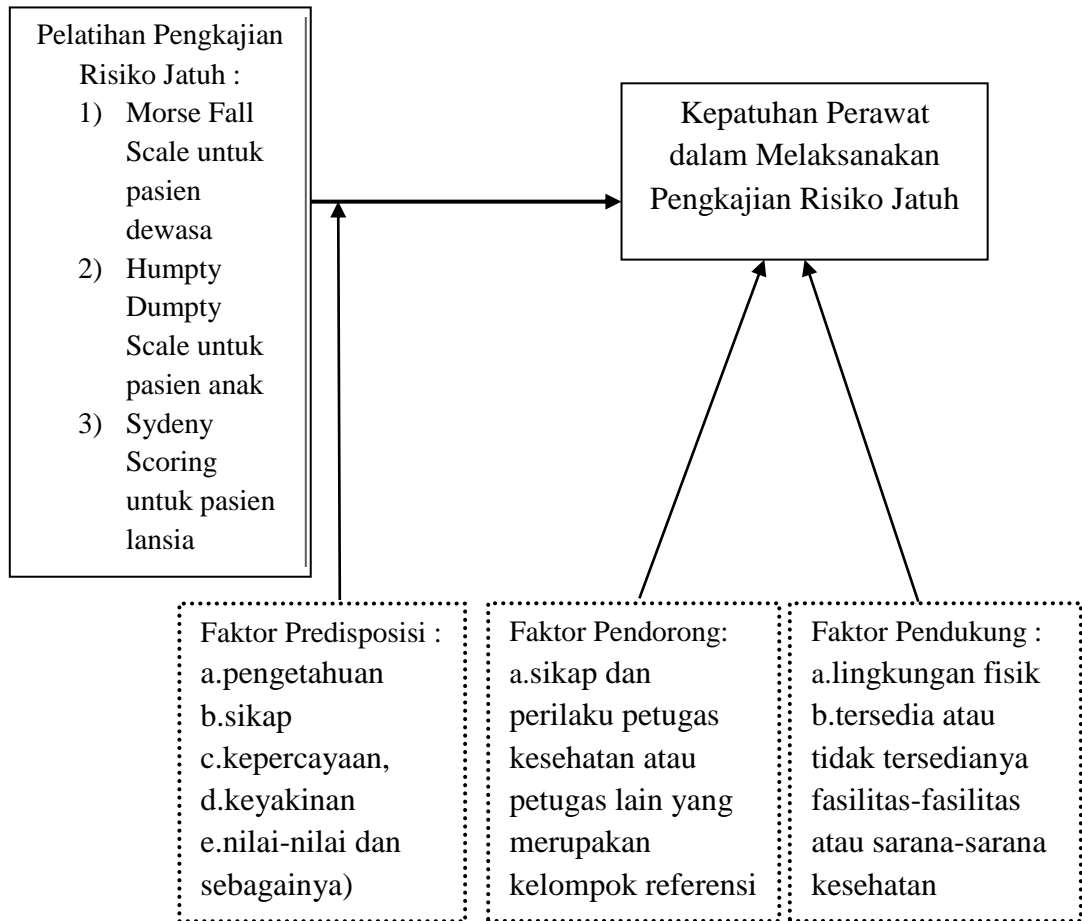 Pelatihan Pengkajian
Risiko Jatuh :
1) Morse Fall
Scale untuk
pasien
dewasa
2) Humpty
Dumpty
Scale untuk
pasien anak
3) Sydeny
Scoring
untuk pasien
lansia
Kepatuhan Perawat
dalam Melaksanakan
Pengkajian Risiko Jatuh
Faktor Predisposisi :
a.pengetahuan
b.sikap
c.kepercayaan,
d.keyakinan
e.nilai-nilai dan
sebagainya)
Faktor Pendorong:
a.sikap dan
perilaku petugas
kesehatan atau
petugas lain yang
merupakan
kelompok referensi
Faktor Pendukung :
a.lingkungan fisik
b.tersedia atau
tidak tersedianya
fasilitas-fasilitas
atau sarana-sarana
kesehatan